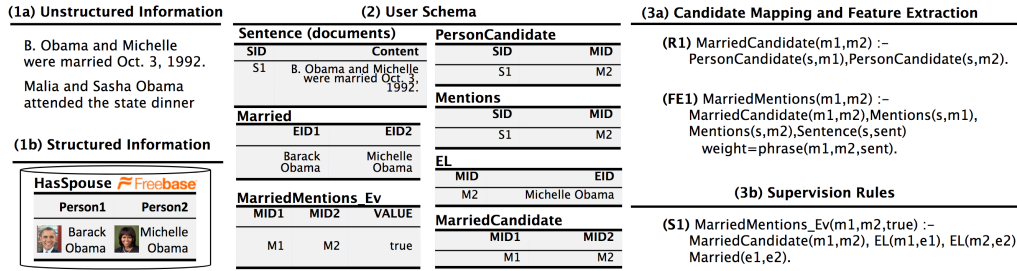 (1a) Unstructured Information
B. Obama and Michelle
were married Oct. 3, 1992.
Malia and Sasha Obama
attended the state dinner
(1b) Structured Information
HasSpouse Freebase
Person1 Person2
Barack Michelle
Obama Obama
(2) User Schema
Sentence (documents)
SID Content
S1 B. Obama and Michelle
were married Oct. 3,
1992.
Married
EID1 EID2
Barack Michelle
Obama Obama
MarriedMentions_Ev
MID1 MID2 VALUE
M1 M2 true
PersonCandidate
SID MID
S1 M2
Mentions
SID MID
S1 M2
EL
MID EID
M2 Michelle Obama
MarriedCandidate
MID1 MID2
M1 M2
(3a) Candidate Mapping and Feature Extraction
(R1) MarriedCandidate(m1,m2) :-
PersonCandidate(s,m1),PersonCandidate(s,m2).
(FE1) MarriedMentions(m1,m2) :-
MarriedCandidate(m1,m2),Mentions(s,m1),
Mentions(s,m2),Sentence(s,sent)
weight=phrase(m1,m2,sent).
(3b) Supervision Rules
(S1) MarriedMentions_Ev(m1,m2,true) :-
MarriedCandidate(m1,m2), EL(m1,e1), EL(m2,e2)
Married(e1,e2).